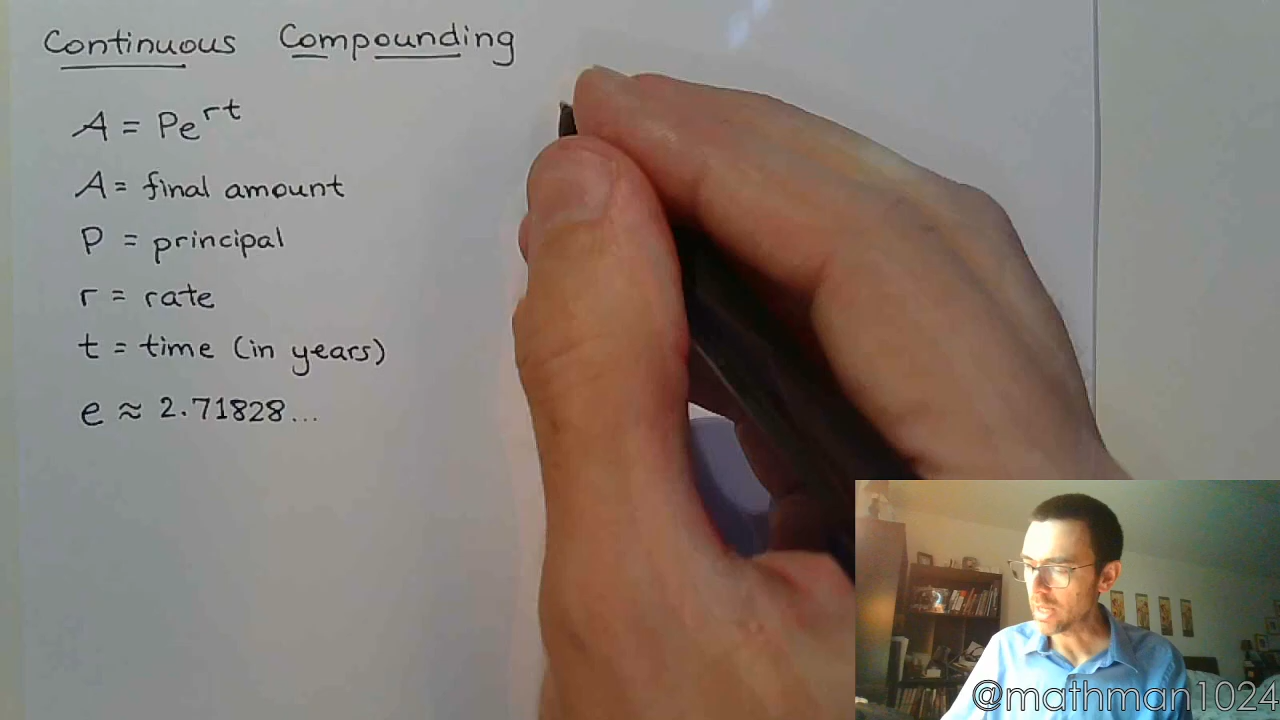 Continuous Compounding
A = Pe^rt
A = final amount
P = principal
r = rate
t = time (in years)
e ≈ 2.71828...
@mathman1024